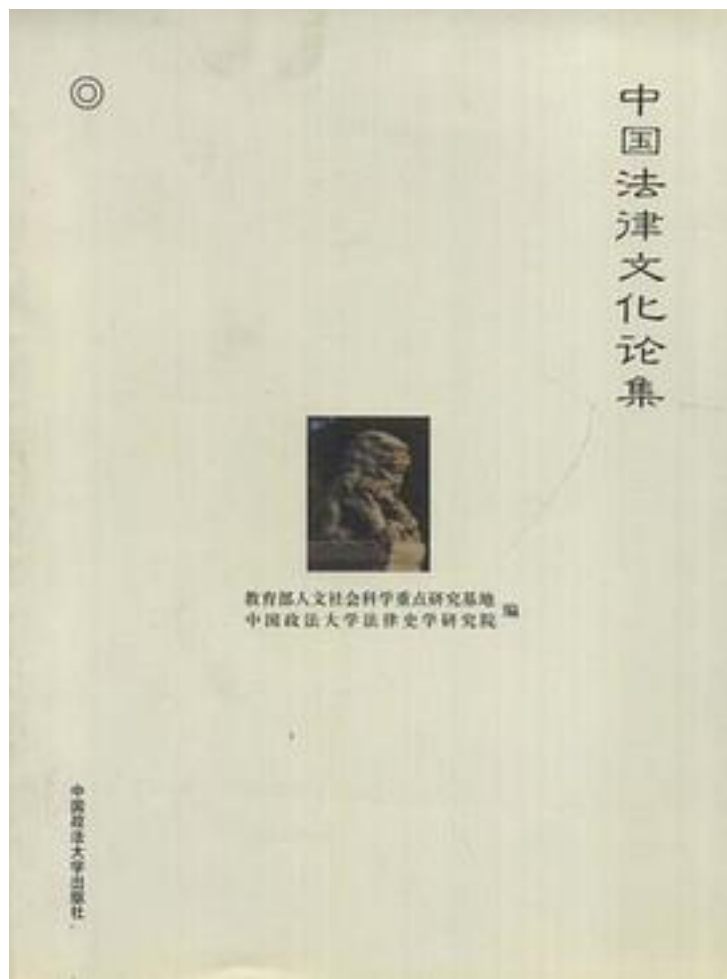 中国法律文化论集
教育部人文社会科学重点研究基地
中国政法大学法律史学研究院 编
中国政法大学出版社